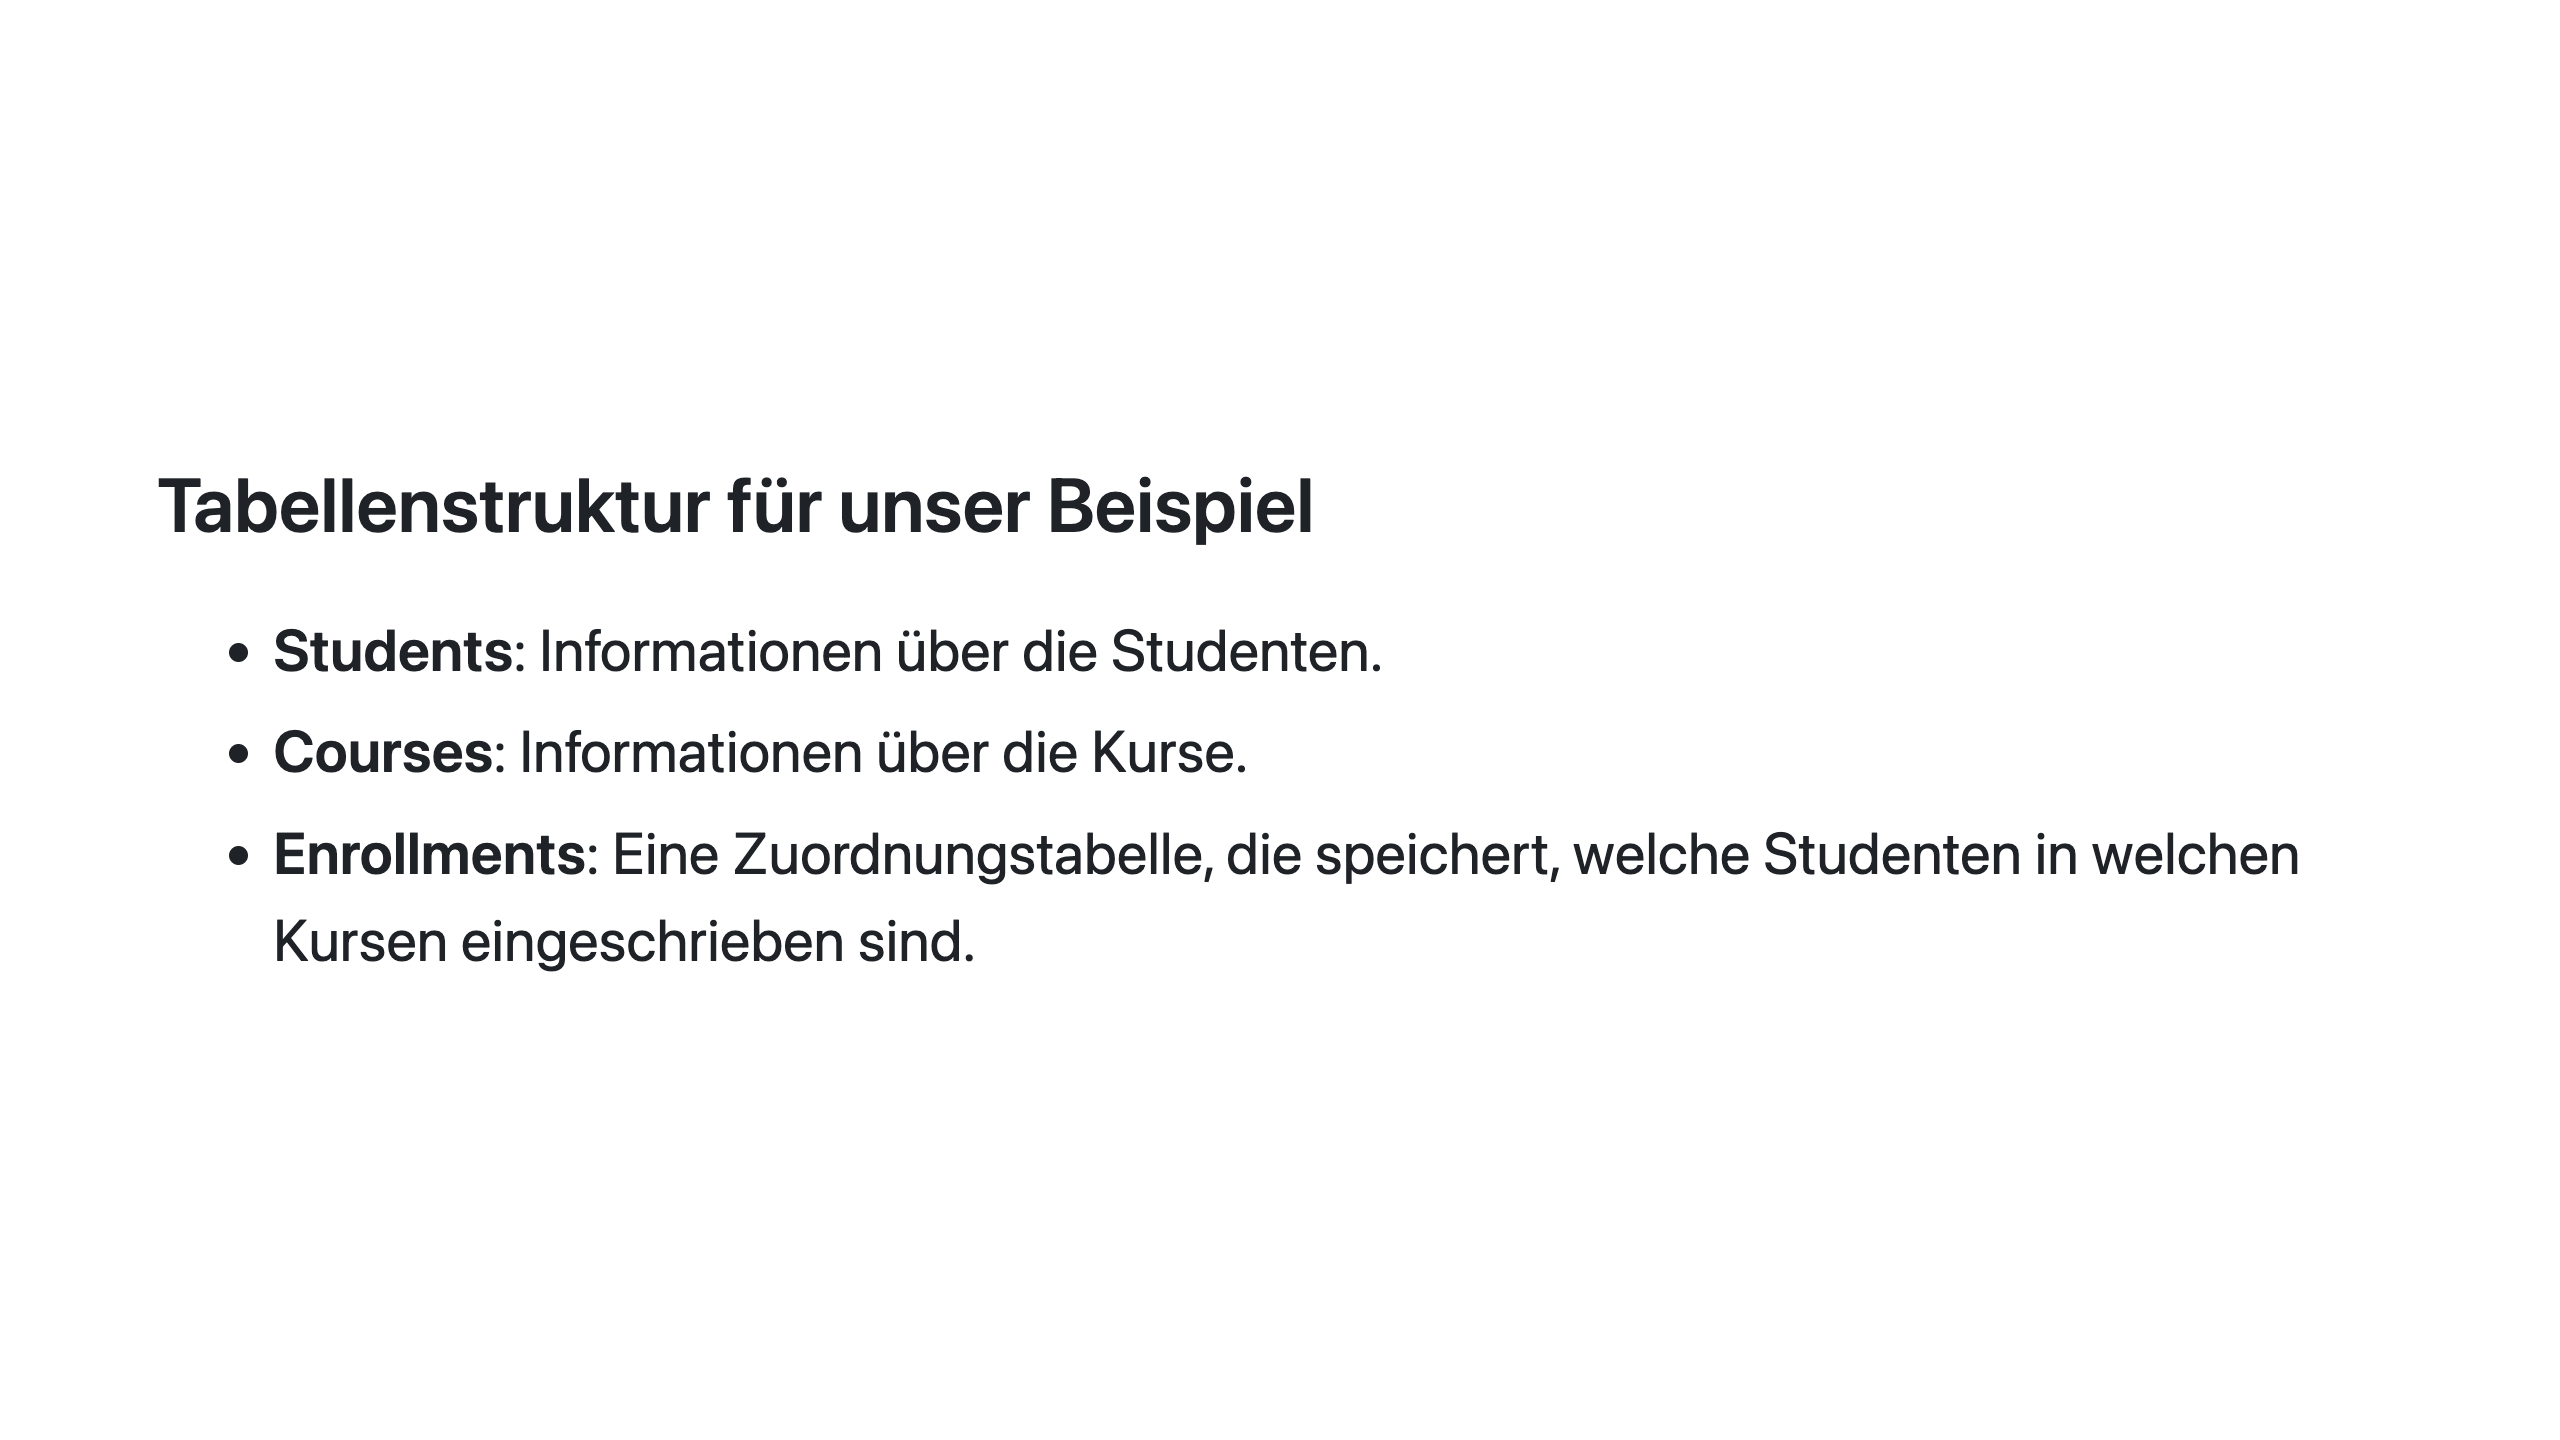 Tabellenstruktur für unser Beispiel
• Students: Informationen über die Studenten.
• Courses: Informationen über die Kurse.
• Enrollments: Eine Zuordnungstabelle, die speichert, welche Studenten in welchen
Kursen eingeschrieben sind.